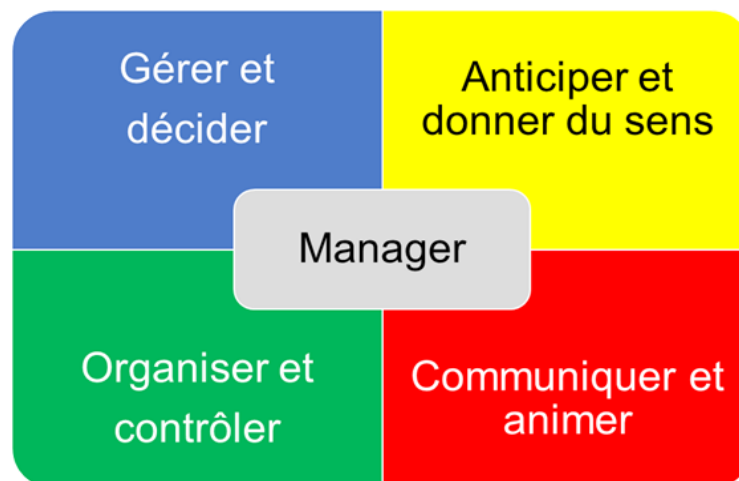 Gérer et
décider
Anticiper et
donner du sens
Manager
Organiser et
contrôler
Communiquer et
animer